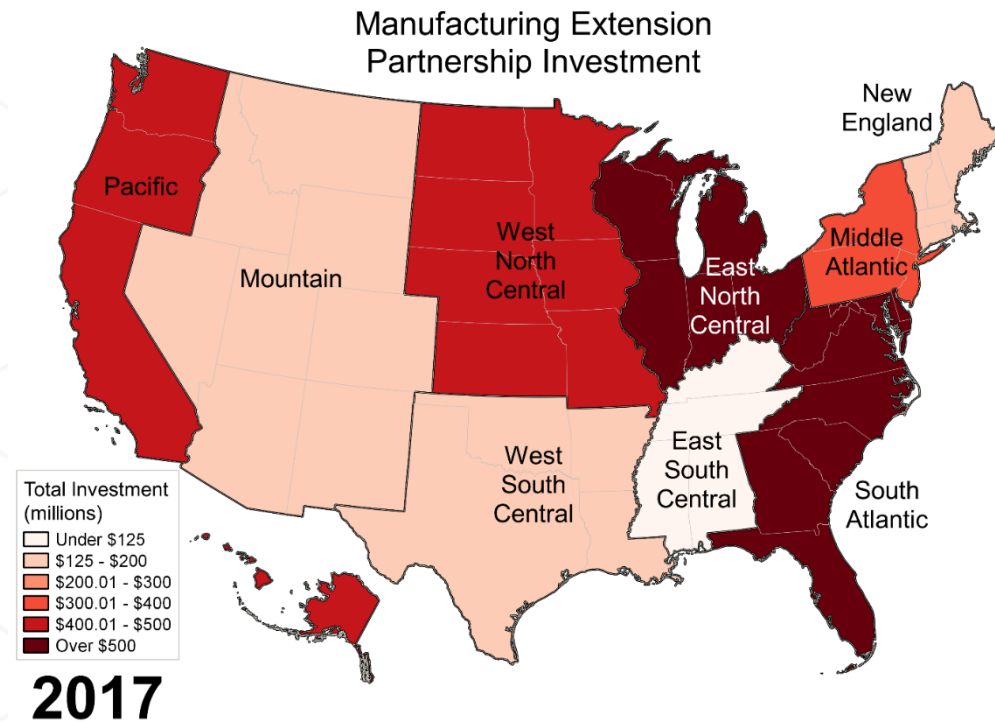 Manufacturing Extension
Partnership Investment
New
England
Pacific
Mountain
West
North
Central
East
North
Central
Middle
Atlantic
West
South
Central
East
South
Central
South
Atlantic
Total Investment
(millions)
Under $125
$125 - $200
$200.01 - $300
$300.01 - $400
$400.01 - $500
Over $500
2017